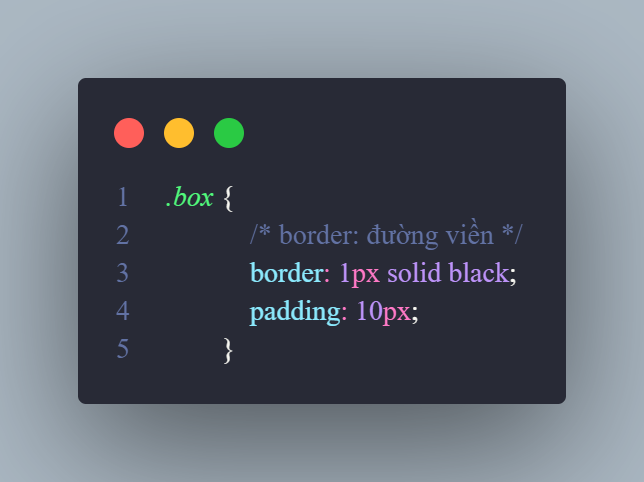 1 .box {
2 /* border: đường viền */
3 border: 1px solid black;
4 padding: 10px;
5 }